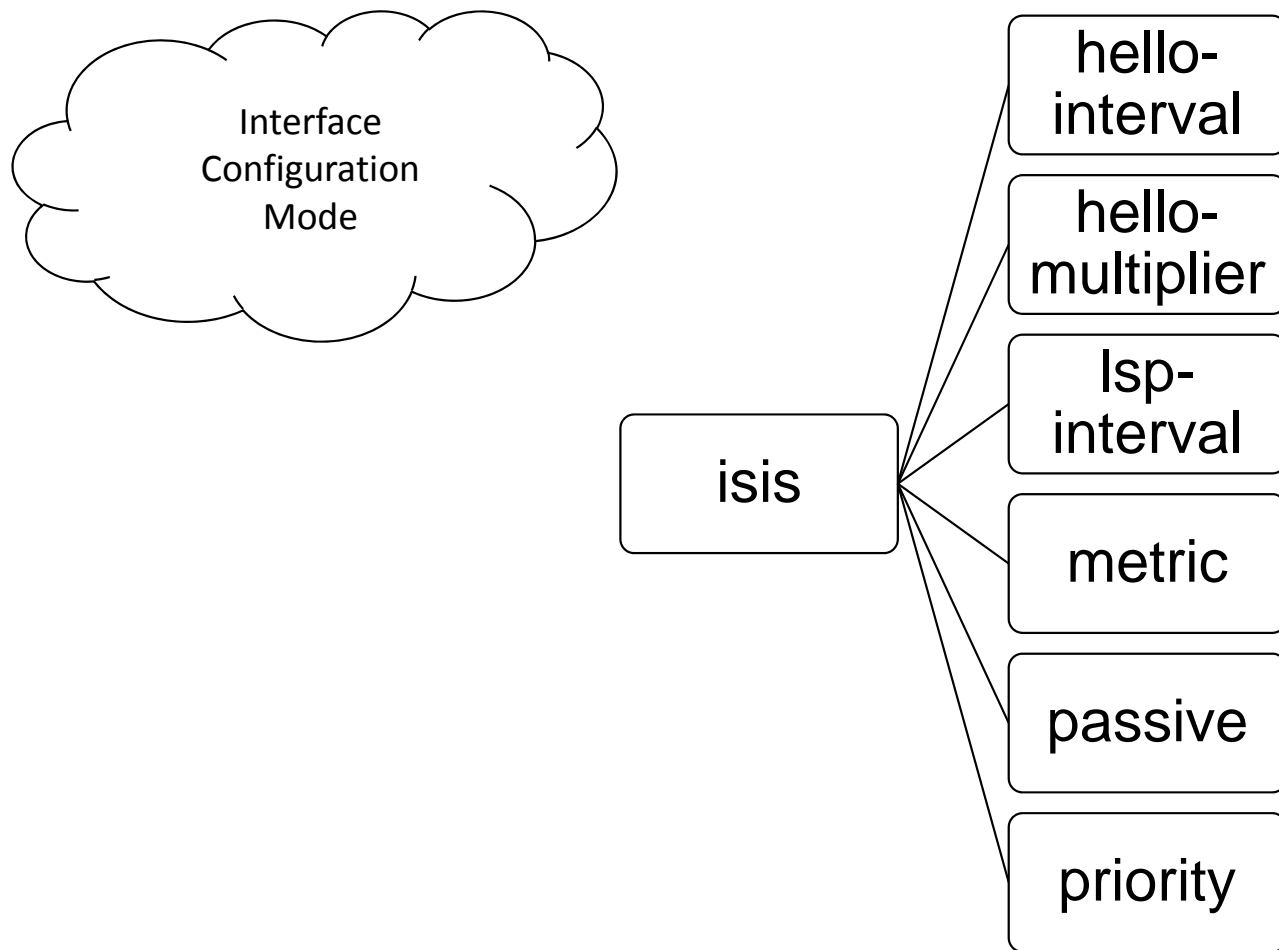 Interface
Configuration
Mode
isis
hello-
interval
hello-
multiplier
lsp-
interval
metric
passive
priority